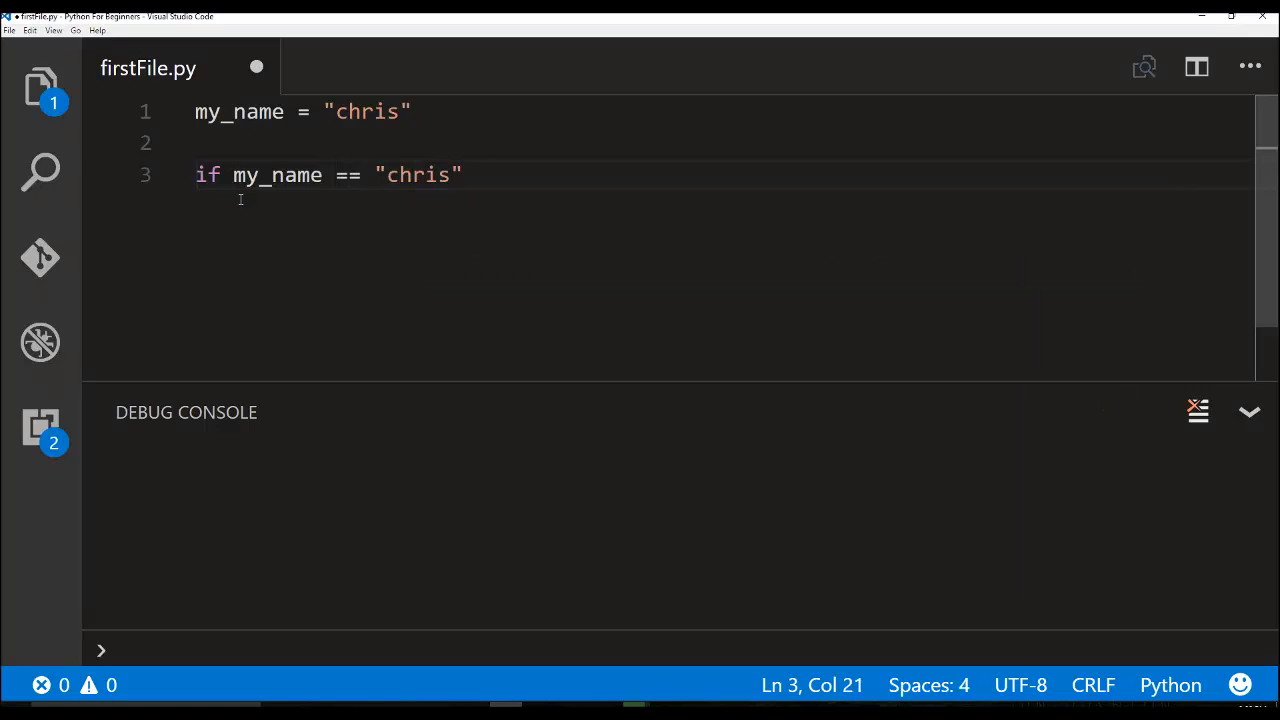 firstFile.py - Python For Beginners - Visual Studio Code
File Edit View Go Help
firstFile.py
1 my_name = "chris"
2
3 if my_name == "chris"
1
2
DEBUG CONSOLE
0 0 Ln 3, Col 21 Spaces: 4 UTF-8 CRLF Python